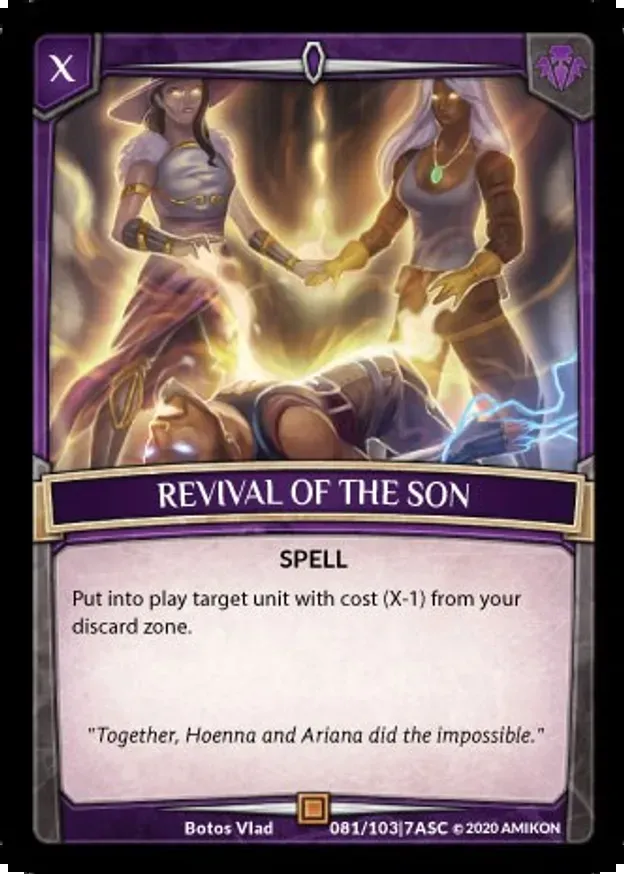 X
REVIVAL OF THE SON
SPELL
Put into play target unit with cost (X-1) from your
discard zone.
"Together, Hoenna and Ariana did the impossible."
Botos Vlad 081/103|7ASC © 2020 AMIKON